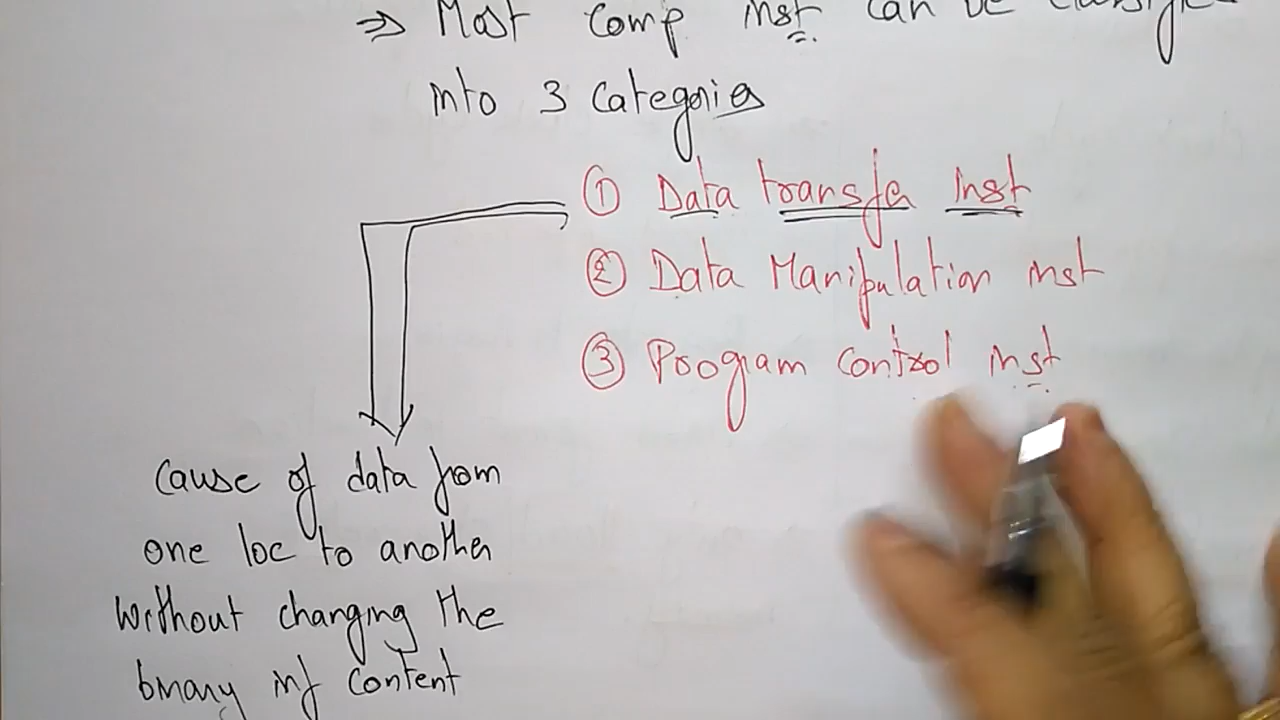 ⇒ Most Comp inst can be classifie
into 3 Categories
① Data transfer inst
② Data Manipulation inst
③ Program Control inst
Cause of data from
one loc to another
Without changing the
binary inf Content